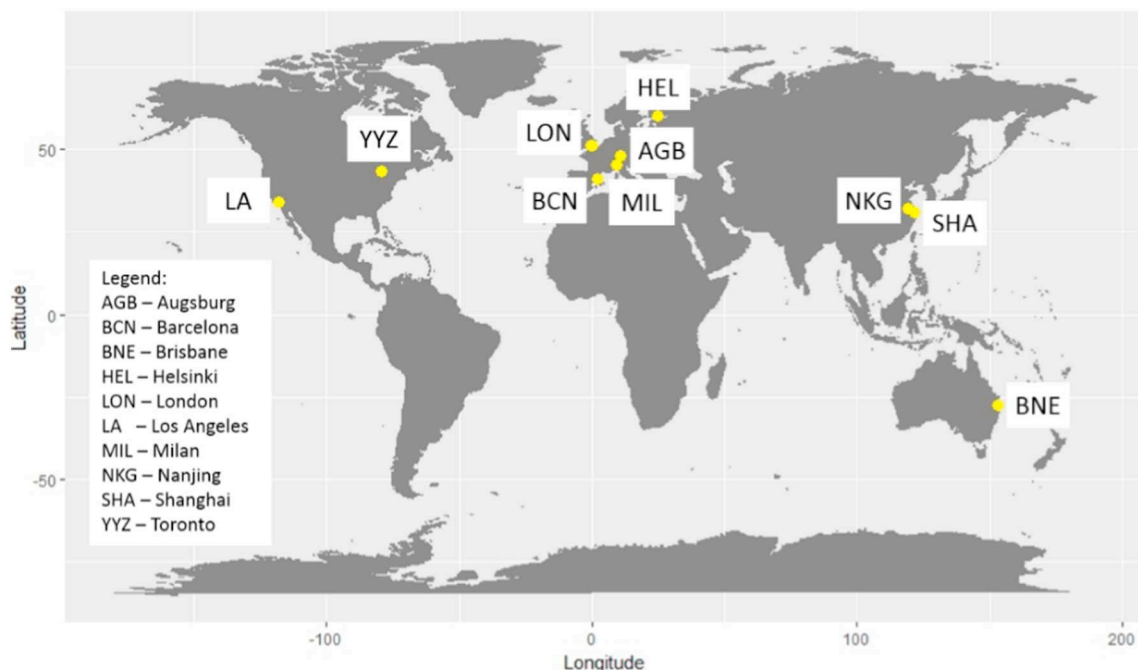 HEL
LON
YYZ
AGB
LA
BCN
MIL
NKG
SHA
BNE
Legend:
AGB – Augsburg
BCN – Barcelona
BNE – Brisbane
HEL – Helsinki
LON – London
LA – Los Angeles
MIL – Milan
NKG – Nanjing
SHA – Shanghai
YYZ – Toronto
Latitude
50
0
-50
-100
0
100
200
Longitude